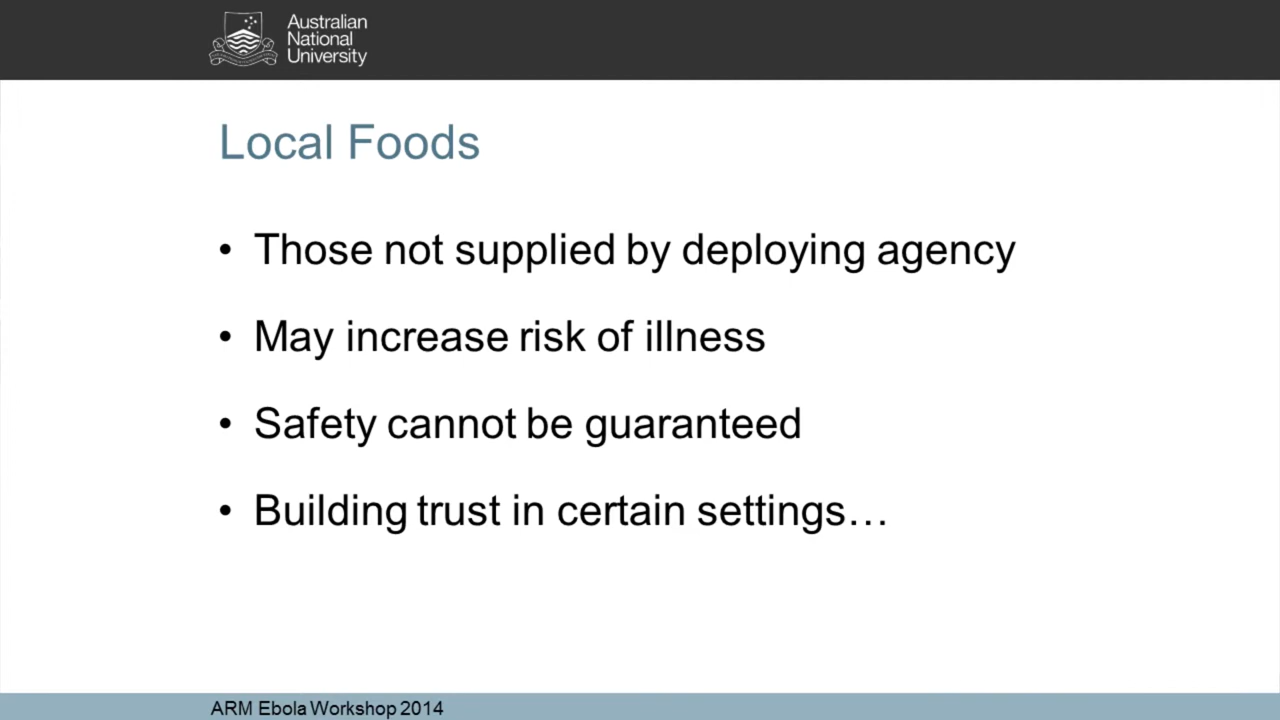 Australian
National
University
Local Foods
• Those not supplied by deploying agency
• May increase risk of illness
• Safety cannot be guaranteed
• Building trust in certain settings…
ARM Ebola Workshop 2014